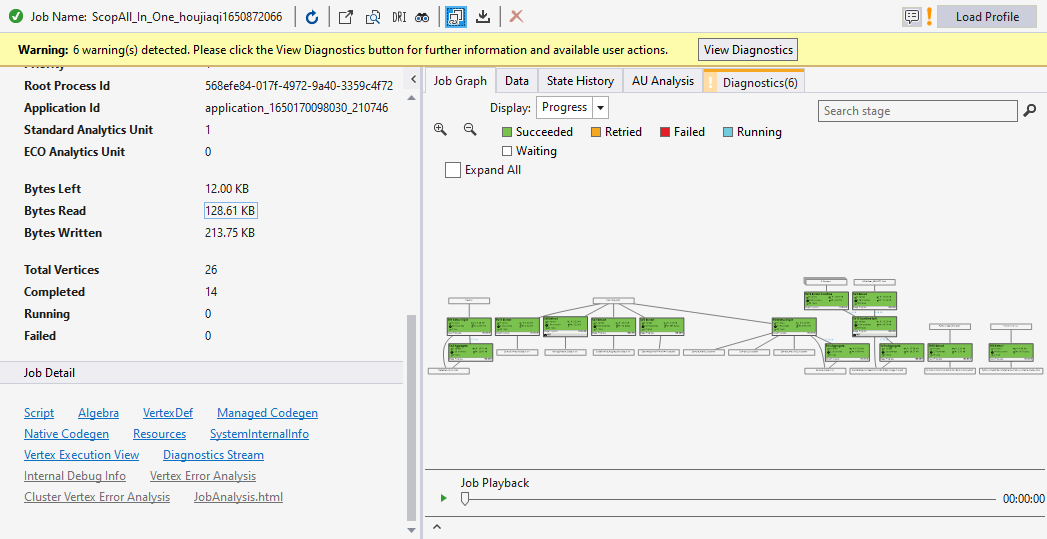 Job Name: ScopAll_In_One_houjiaqi1650872066
DRI
Load Profile
Warning: 6 warning(s) detected. Please click the View Diagnostics button for further information and available user actions.
View Diagnostics
Root Process Id 568efe84-017f-4972-9a40-3359c4f72
Application Id application_1650170098030_210746
Standard Analytics Unit 1
ECO Analytics Unit 0
Bytes Left 12.00 KB
Bytes Read 128.61 KB
Bytes Written 213.75 KB
Total Vertices 26
Completed 14
Running 0
Failed 0
Job Detail
Script Algebra VertexDef Managed Codegen
Native Codegen Resources SystemInternalInfo
Vertex Execution View Diagnostics Stream
Internal Debug Info Vertex Error Analysis
Cluster Vertex Error Analysis JobAnalysis.html
Job Graph Data State History AU Analysis Diagnostics(6)
Display: Progress
Search stage
Succeeded Retried Failed Running
Waiting
Expand All
Job Playback
00:00:00